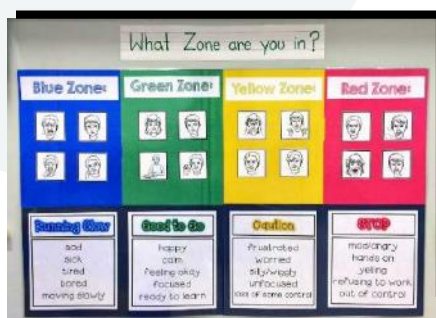 What Zone are you in?
Blue Zone:
Green Zone:
Yellow Zone:
Red Zone:
Running Slow
sad
sick
tired
bored
moving slowly
Good to Go
happy
calm
feeling okay
focused
ready to learn
Caution
frustrated
worried
silly/wiggly
unfocused
loss of some control
STOP
mad/angry
hands on
yelling
refusing to work
out of control